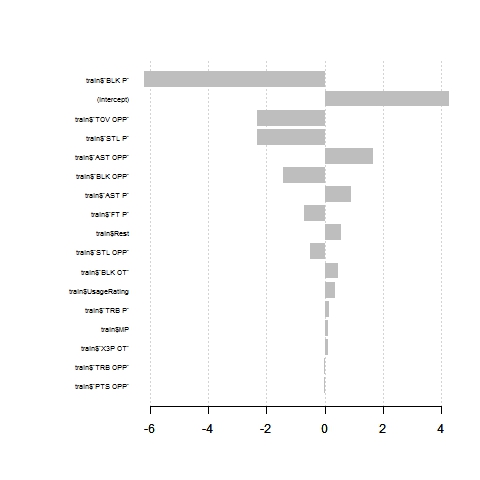 train$`BLK P`
(Intercept)
train$`TOV OPP`
train$`STL P`
train$`AST OPP`
train$`BLK OPP`
train$`AST P`
train$`FT P`
train$Rest
train$`STL OPP`
train$`BLK OT`
train$UsageRating
train$`TRB P`
train$MP
train$`X3P OT`
train$`TRB OPP`
train$`PTS OPP`
-6 -4 -2 0 2 4